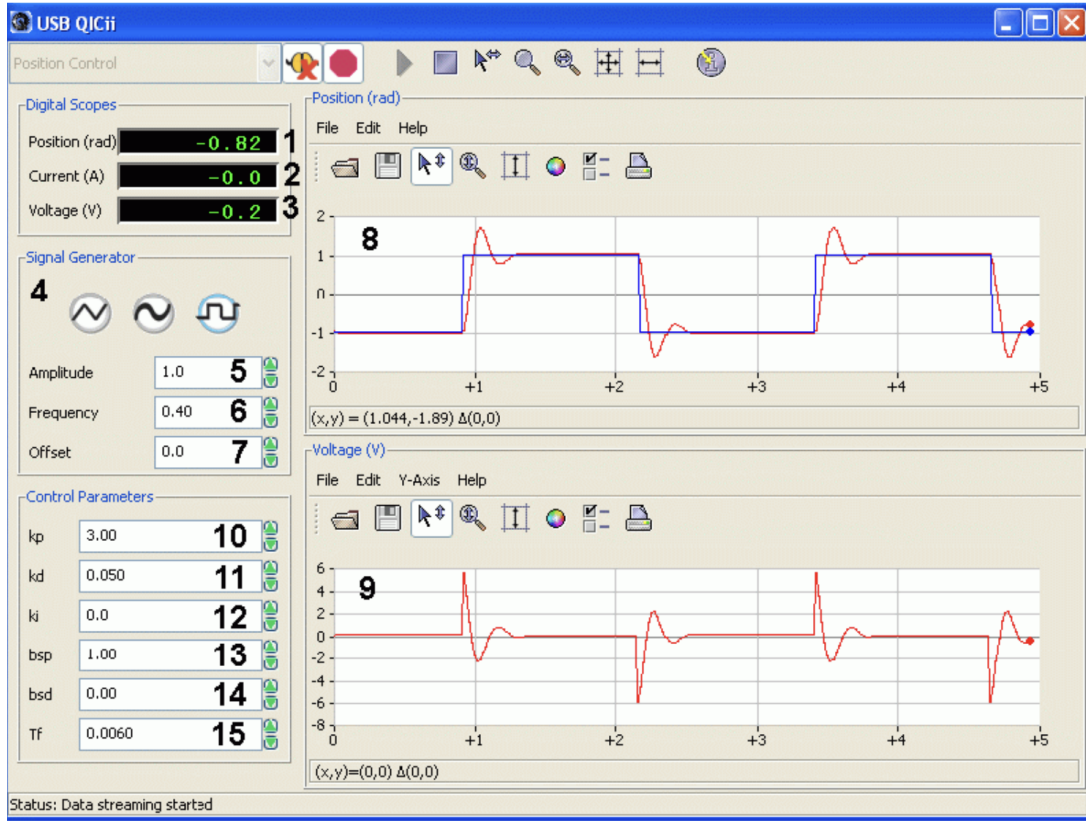 USB QICii
Position Control
Digital Scopes
Position (rad) -0.82 1
Current (A) -0.0 2
Voltage (V) -0.2 3
Signal Generator
4
Amplitude 1.0 5
Frequency 0.40 6
Offset 0.0 7
Control Parameters
kp 3.00 10
kd 0.050 11
ki 0.0 12
bsp 1.00 13
bsd 0.00 14
Tf 0.0060 15
Position (rad)
File Edit Help
8
2
1
0
-1
-2
0 +1 +2 +3 +4 +5
(x,y) = (1.044,-1.89) Δ(0,0)
Voltage (V)
File Edit Y-Axis Help
9
6
4
2
0
-2
-4
-6
-8
0 +1 +2 +3 +4 +5
(x,y)=(0,0) Δ(0,0)
Status: Data streaming started